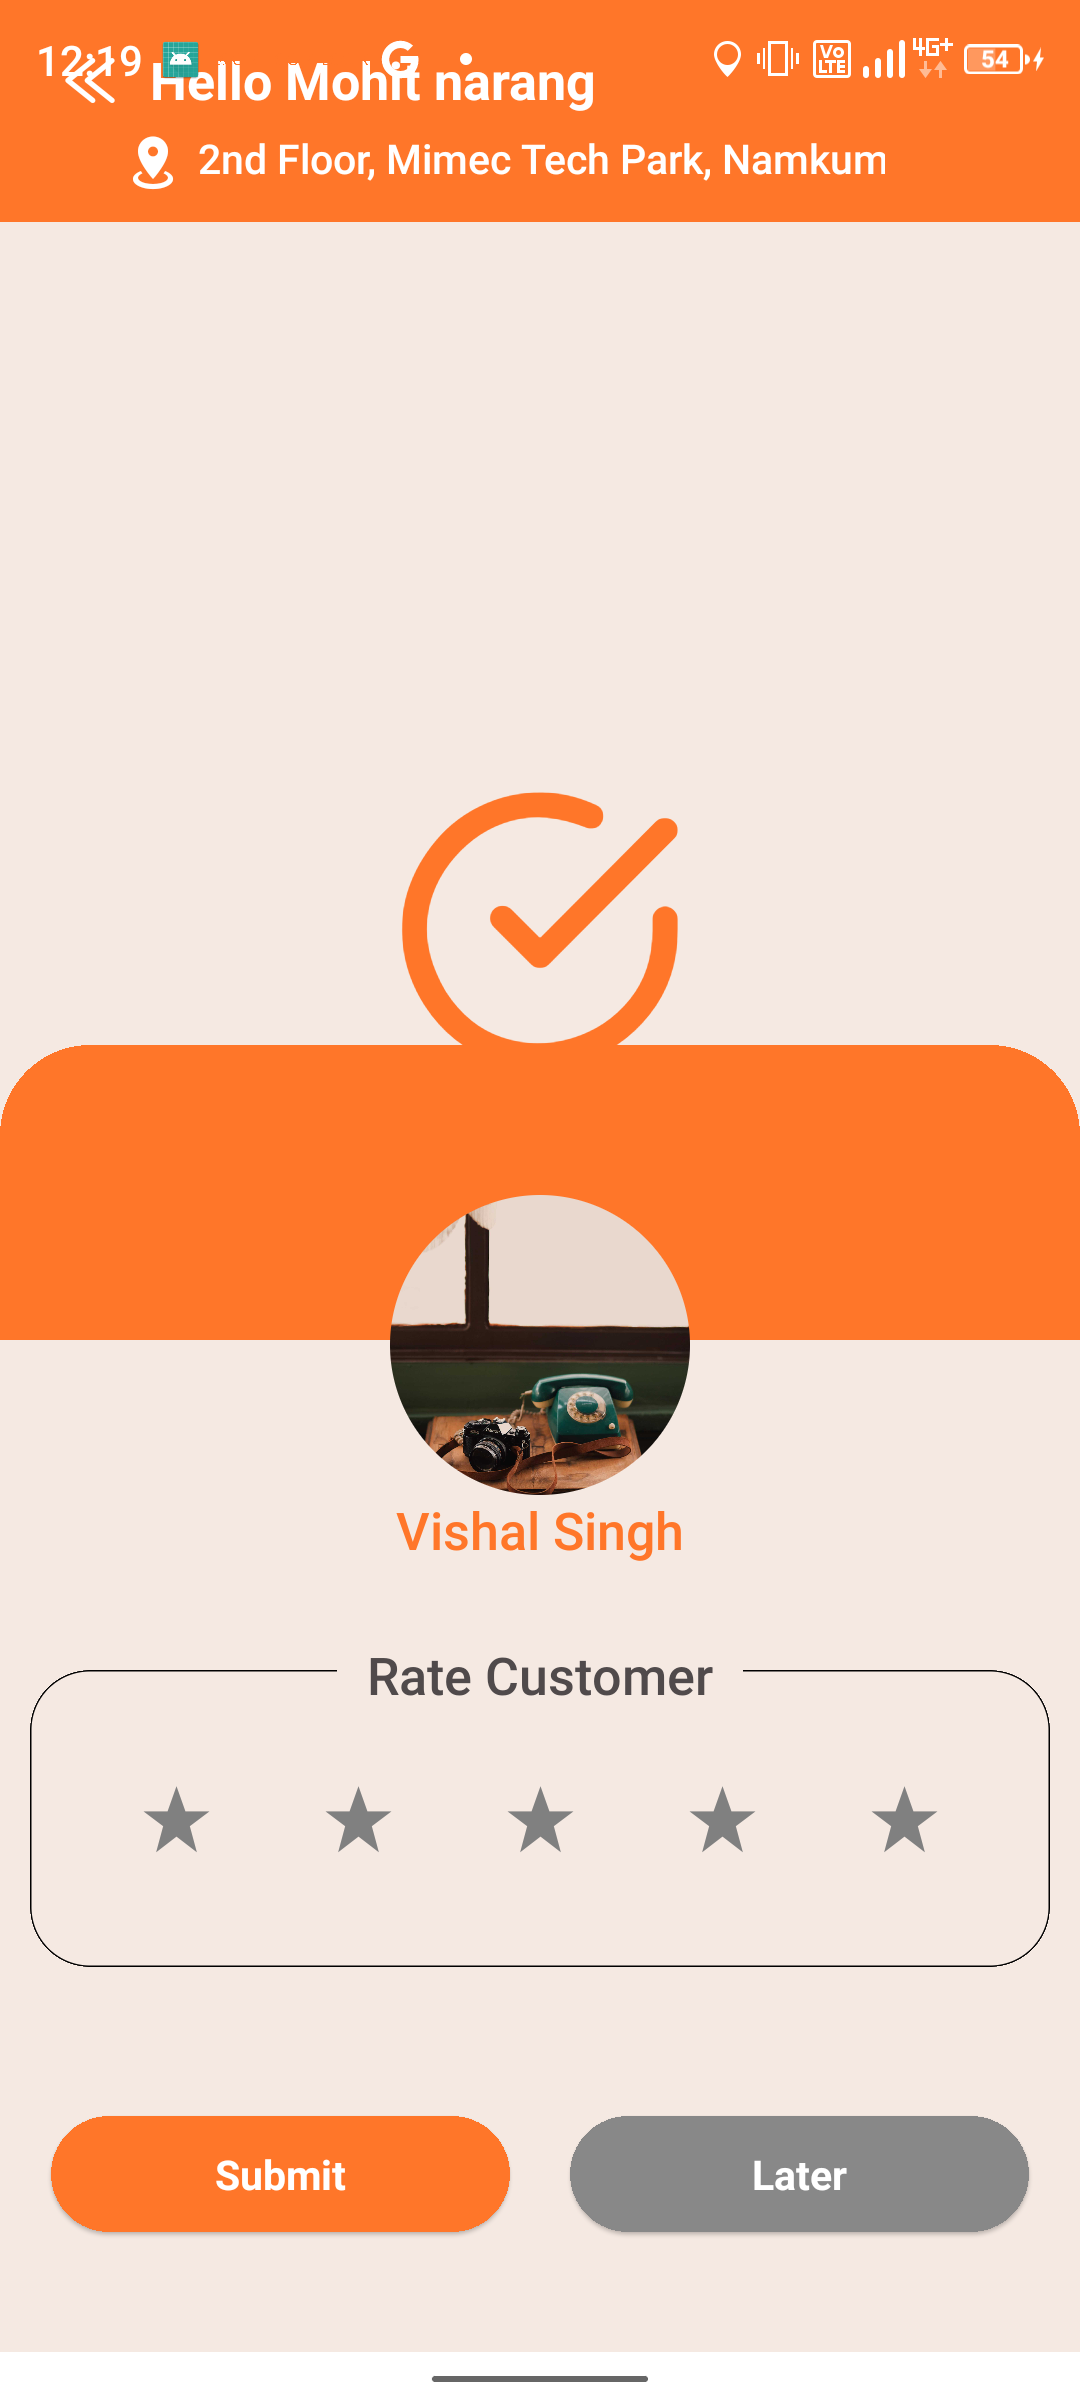 12:19
VO LTE
4G+
54
Hello Mohit narang
2nd Floor, Mimec Tech Park, Namkum
Vishal Singh
Rate Customer
Submit
Later